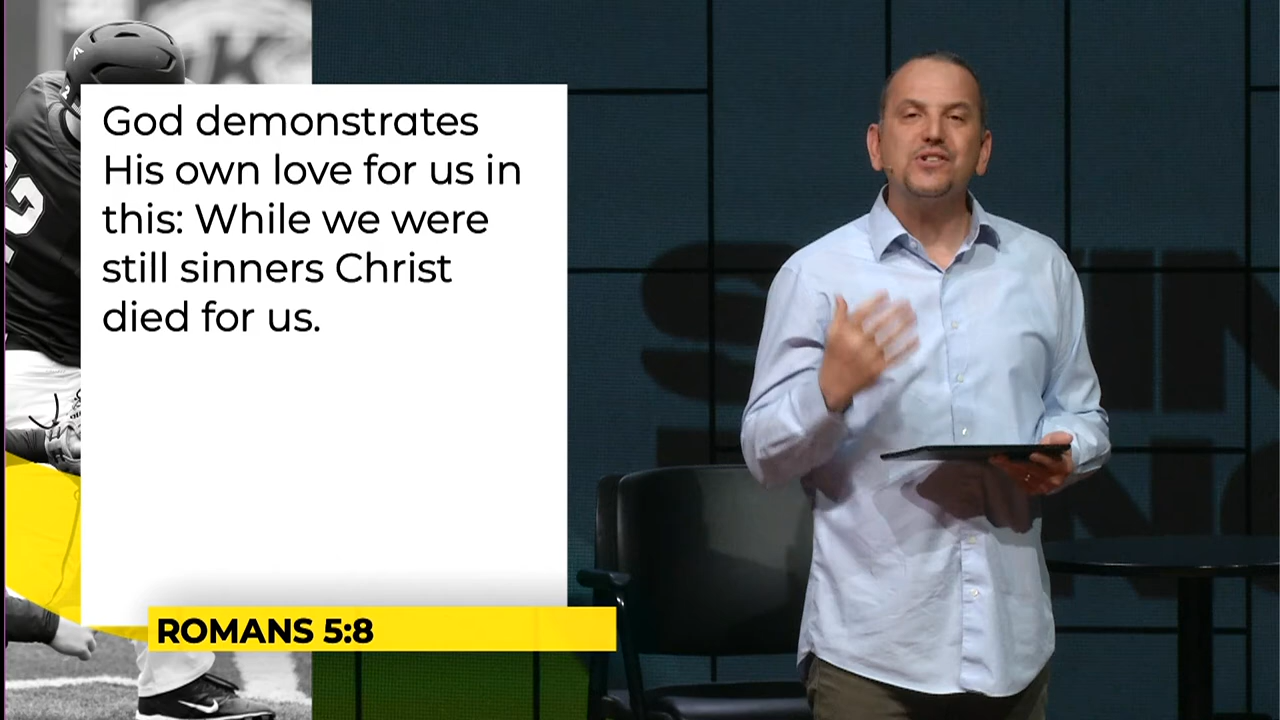 God demonstrates
His own love for us in
this: While we were
still sinners Christ
died for us.
ROMANS 5:8